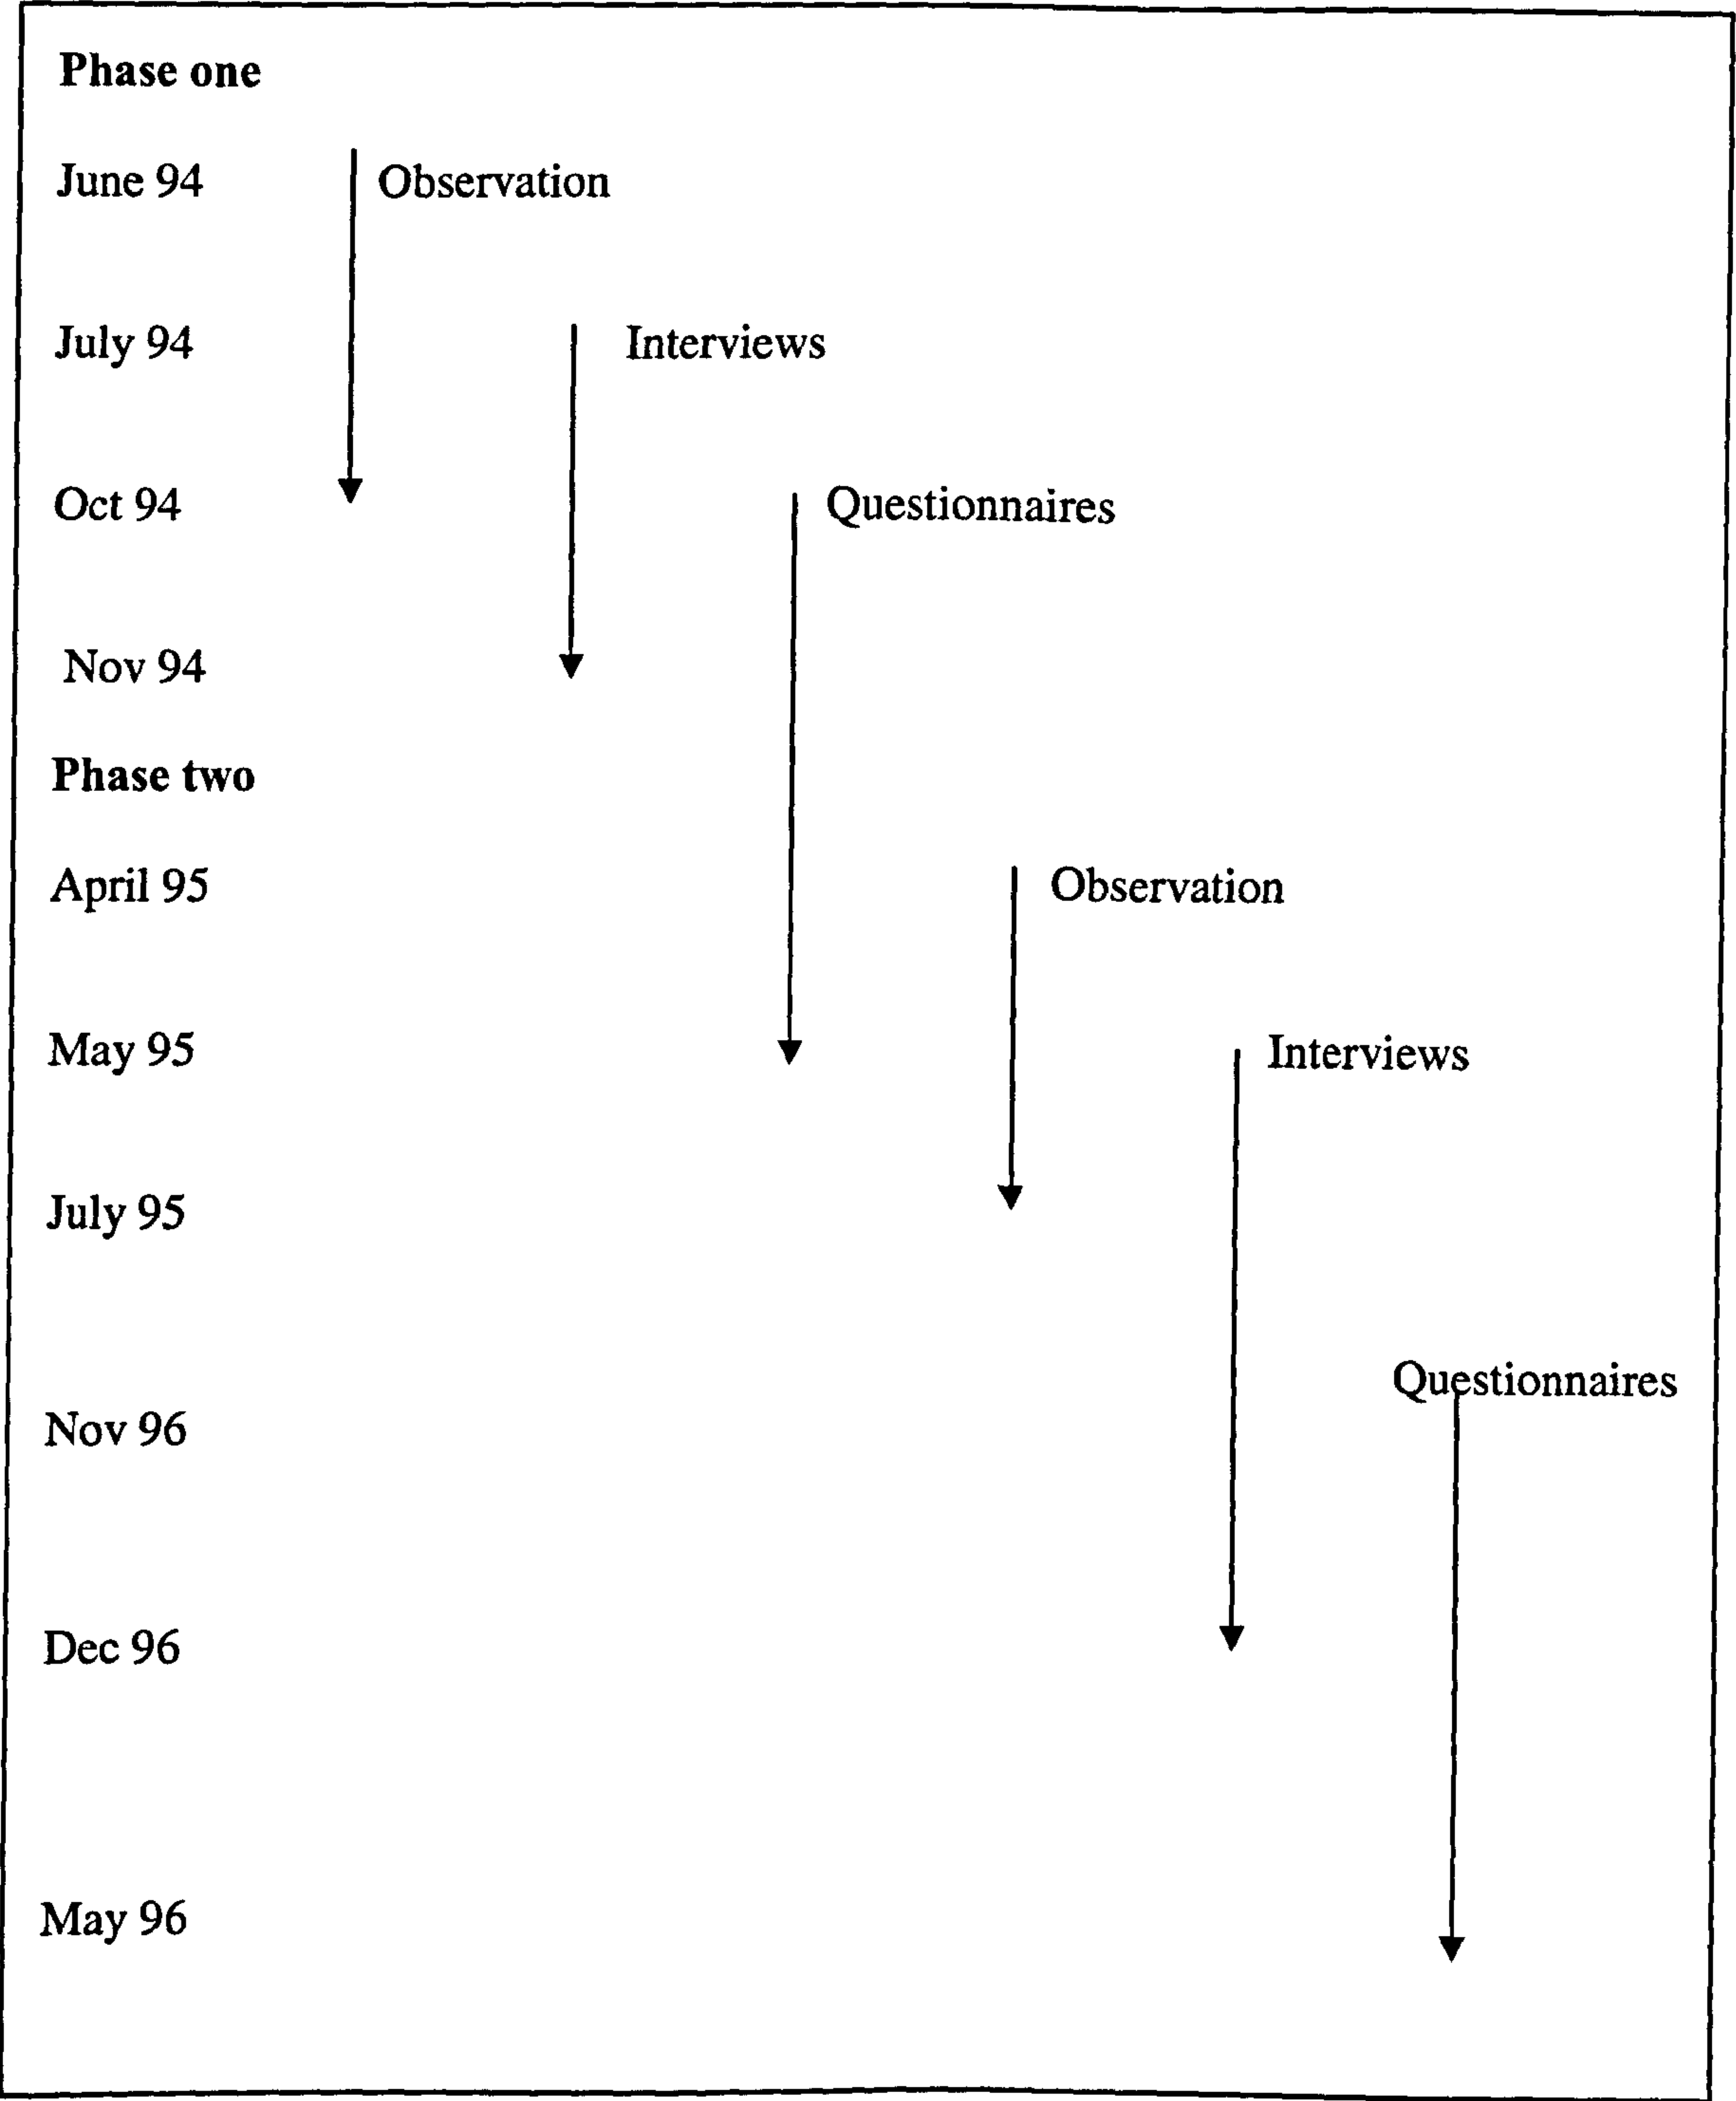 Phase one
June 94 Observation
July 94 Interviews
Oct 94 Questionnaires
Nov 94
Phase two
April 95 Observation
May 95 Interviews
July 95
Questionnaires
Nov 96
Dec 96
May 96